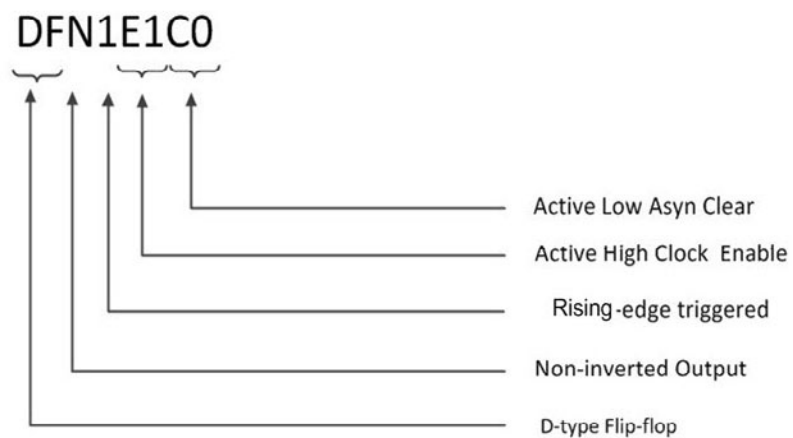 DFN1E1C0
Active Low Asyn Clear
Active High Clock Enable
Rising-edge triggered
Non-inverted Output
D-type Flip-flop